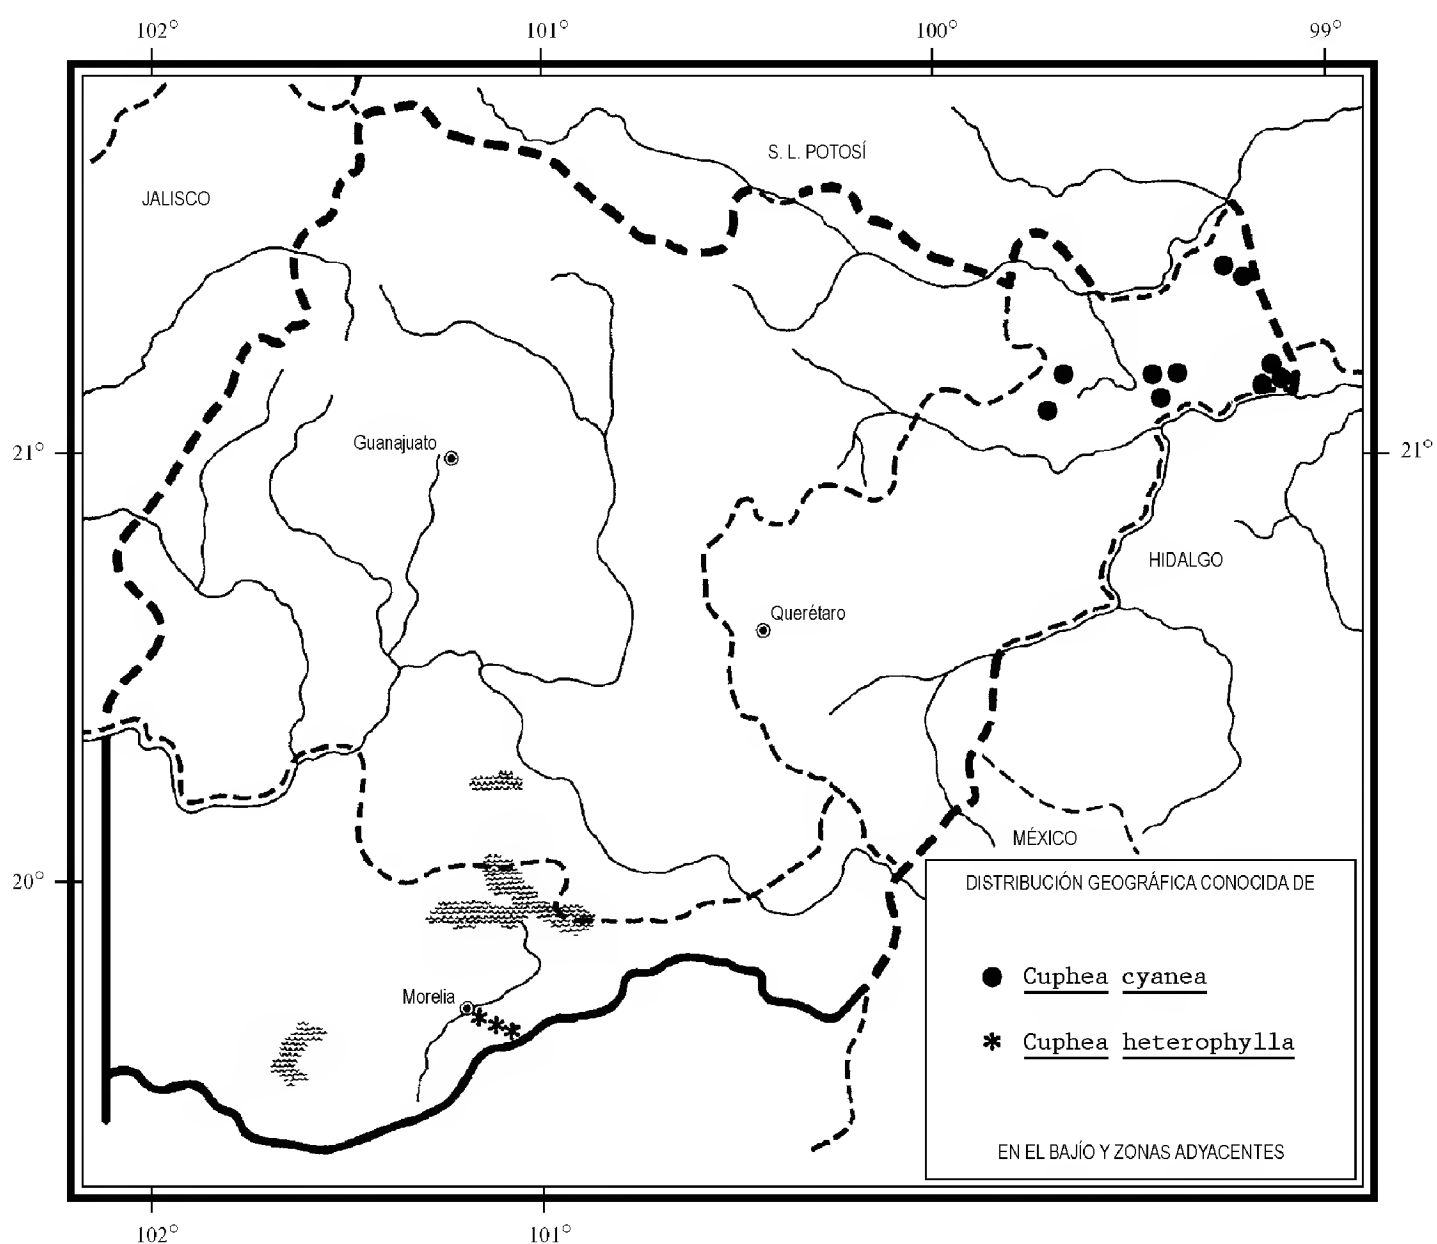 102° 101° 100° 99°
S. L. POTOSÍ
JALISCO
Guanajuato
21° 21°
HIDALGO
Querétaro
MÉXICO
20°
DISTRIBUCIÓN GEOGRÁFICA CONOCIDA DE
Cuphea cyanea
Morelia
Cuphea heterophylla
EN EL BAJÍO Y ZONAS ADYACENTES
102° 101°